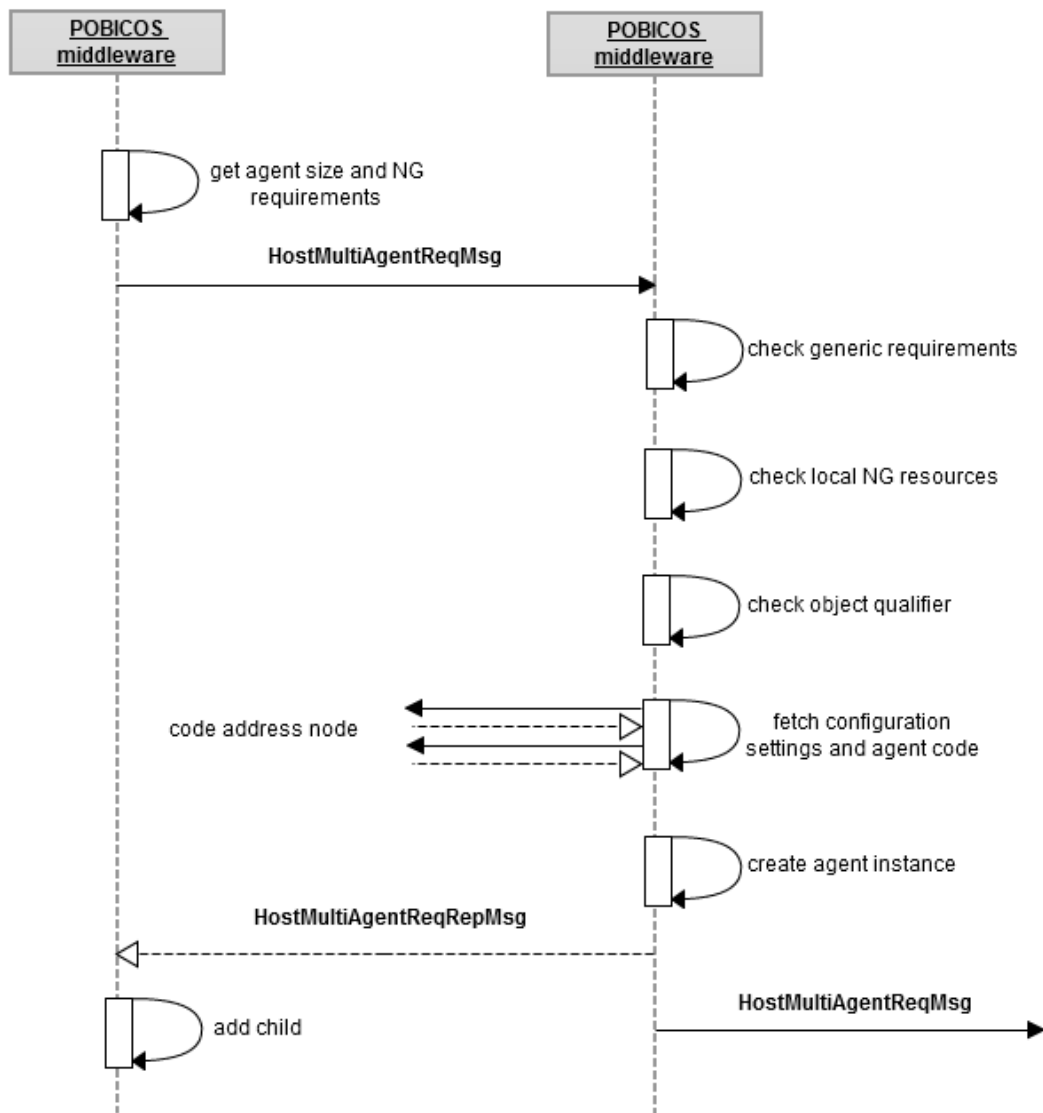 POBICOS
middleware
POBICOS
middleware
get agent size and NG
requirements
HostMultiAgentReqMsg
check generic requirements
check local NG resources
check object qualifier
code address node
fetch configuration
settings and agent code
create agent instance
HostMultiAgentReqRepMsg
HostMultiAgentReqMsg
add child